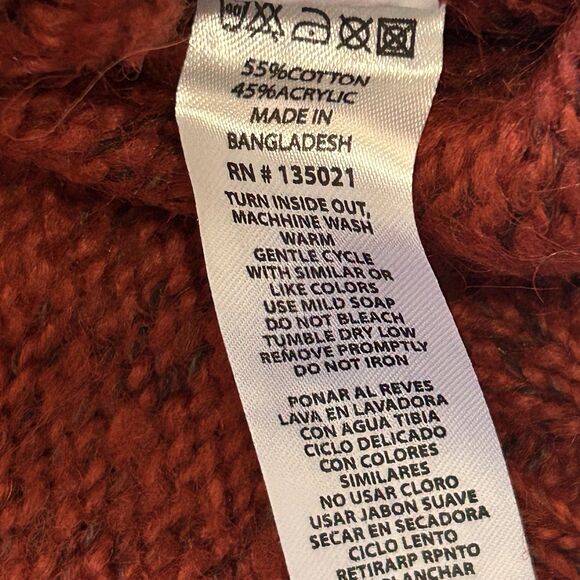 55%COTTON
45%ACRYLIC
MADE IN
BANGLADESH
RN # 135021
TURN INSIDE OUT,
MACHHINE WASH
WARM
GENTLE CYCLE
WITH SIMILAR OR
LIKE COLORS
USE MILD SOAP
DO NOT BLEACH
TUMBLE DRY LOW
REMOVE PROMPTLY
DO NOT IRON
PONAR AL REVES
LAVA EN LAVADORA
CON AGUA TIBIA
CICLO DELICADO
CON COLORES
SIMILARES
NO USAR CLORO
USAR JABON SUAVE
SECAR EN SECADORA
CICLO LENTO
RETIRARP RPNTO
PLANCHAR